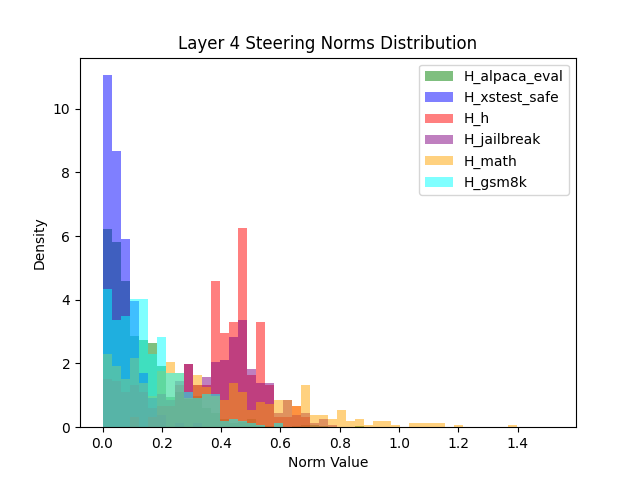 Layer 4 Steering Norms Distribution
H_alpaca_eval
H_xstest_safe
H_h
H_jailbreak
H_math
H_gsm8k
Density
10
8
6
4
2
0
0.0 0.2 0.4 0.6 0.8 1.0 1.2 1.4
Norm Value